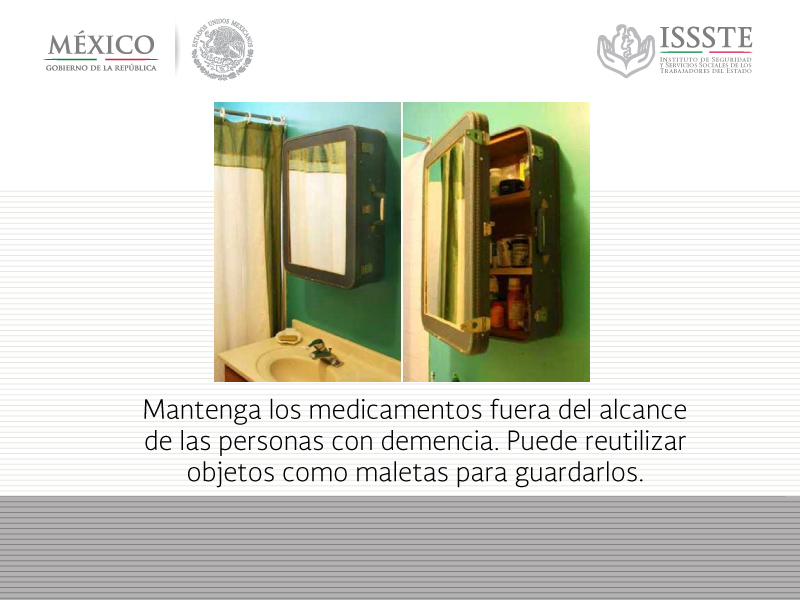 MÉXICO
GOBIERNO DE LA REPÚBLICA
ESTADOS UNIDOS MEXICANOS
ISSSTE
INSTITUTO DE SEGURIDAD
Y SERVICIOS SOCIALES DE LOS
TRABAJADORES DEL ESTADO
Mantenga los medicamentos fuera del alcance
de las personas con demencia. Puede reutilizar
objetos como maletas para guardarlos.